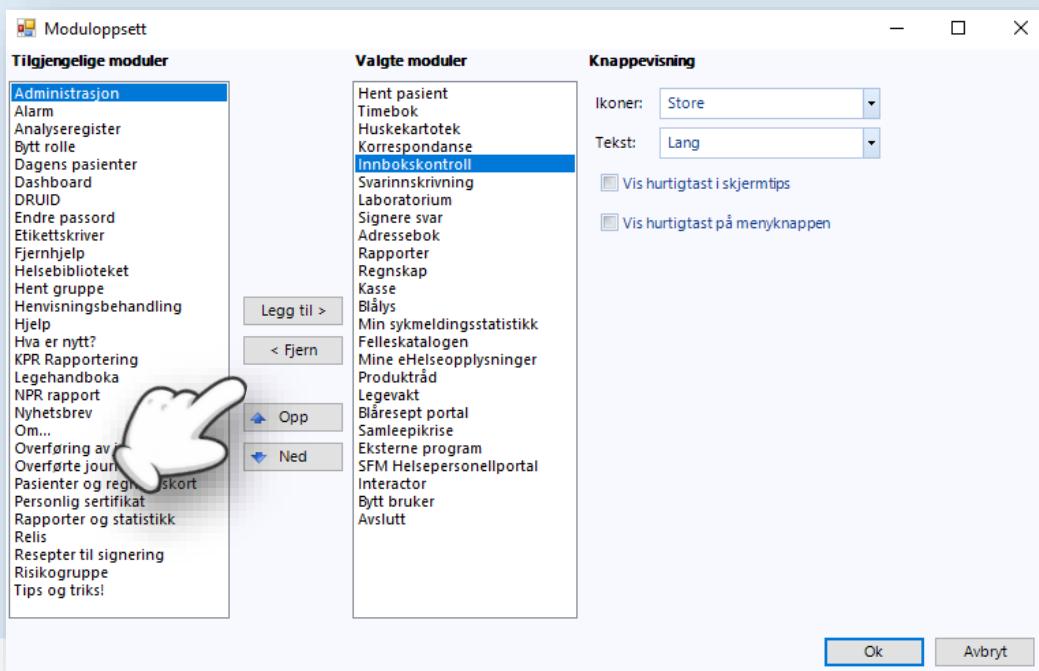 Moduloppsett
Tilgjengelige moduler
Administrasjon
Alarm
Analyseregister
Bytt rolle
Dagens pasienter
Dashboard
DRUID
Endre passord
Etikettskriver
Fjernhjelp
Helsebiblioteket
Hent gruppe
Henvisningsbehandling
Hjelp
Hva er nytt?
KPR Rapportering
Legehandboka
NPR rapport
Nyhetsbrev
Om...
Overføring av
Overførte
Pasienter og
Personlig sertifikat
Rapporter og statistikk
Relis
Resepter til signering
Risikogruppe
Tips og triks!
Legg til >
< Fjern
Opp
Ned
Valgte moduler
Hent pasient
Timebok
Huskekartotek
Korrespondanse
Innbokskontroll
Svarinnskrivning
Laboratorium
Signere svar
Adressebok
Rapporter
Regnskap
Kasse
Blålys
Min sykmeldingsstatistikk
Felleskatalogen
Mine eHelseopplysninger
Produktråd
Legevakt
Blåresept portal
Samleepikrise
Eksterne program
SFM Helsepersonellportal
Interactor
Bytt bruker
Avslutt
Knappevisning
Ikoner: Store
Tekst: Lang
Vis hurtigtast i skjermtips
Vis hurtigtast på menyknappen
Ok Avbryt